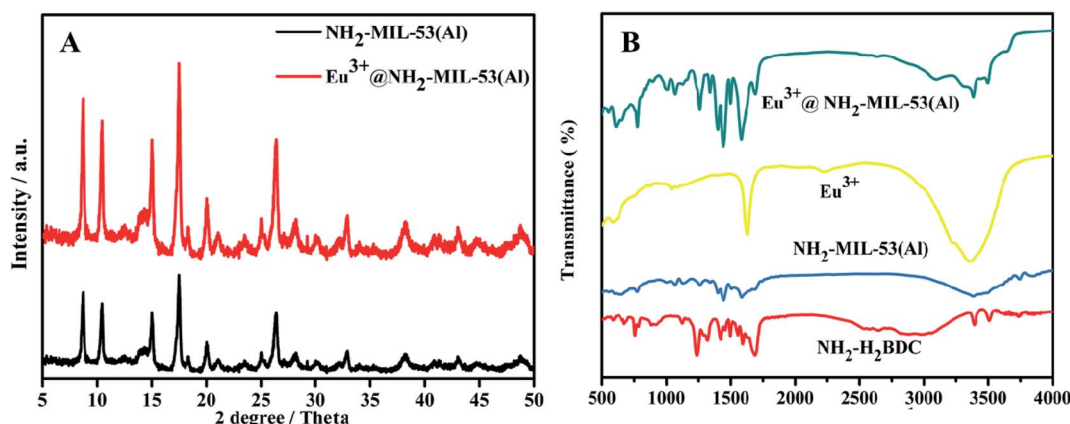 A
NH2-MIL-53(Al)
Eu3+@NH2-MIL-53(Al)
Intensity / a.u.
5 10 15 20 25 30 35 40 45 50
2 degree / Theta
B
Eu3+@ NH2-MIL-53(Al)
Eu3+
NH2-MIL-53(Al)
NH2-H2BDC
Transmittance ( %)
500 1000 1500 2000 2500 3000 3500 4000